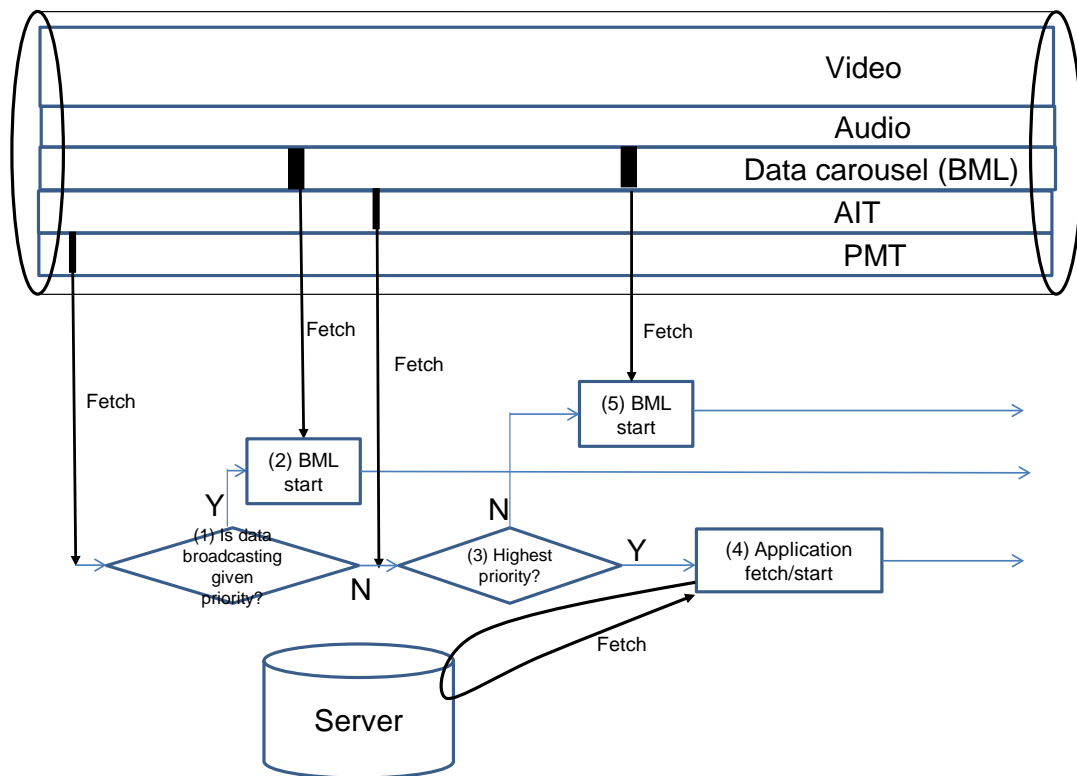 Video
Audio
Data carousel (BML)
AIT
PMT
Fetch
Fetch
Fetch
Fetch
(5) BML
start
(2) BML
start
Y
N
(1) Is data
broadcasting
given
priority?
N
(3) Highest
priority?
Y
(4) Application
fetch/start
Fetch
Server